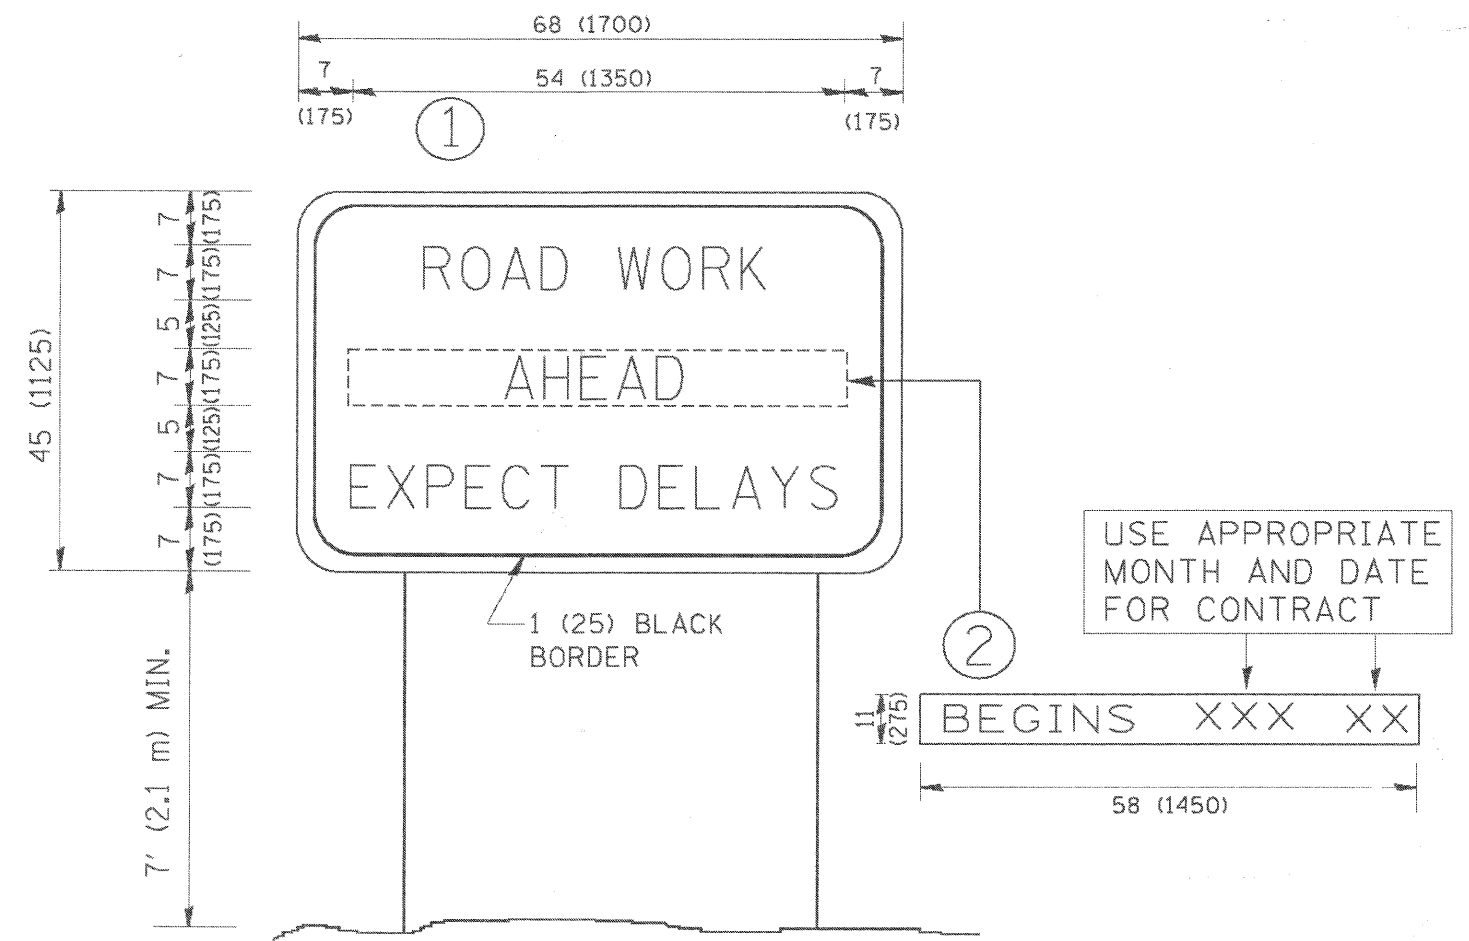 68 (1700)
7
54 (1350)
7
(175)
(175)
1
7
(175)
7
(175)
5
(125)
7
(175)
5
(125)
7
(175)
7
(175)
45 (1125)
ROAD WORK
AHEAD
EXPECT DELAYS
1 (25) BLACK
BORDER
7' (2.1 m) MIN.
USE APPROPRIATE
MONTH AND DATE
FOR CONTRACT
2
11
(275)
BEGINS XXX XX
58 (1450)